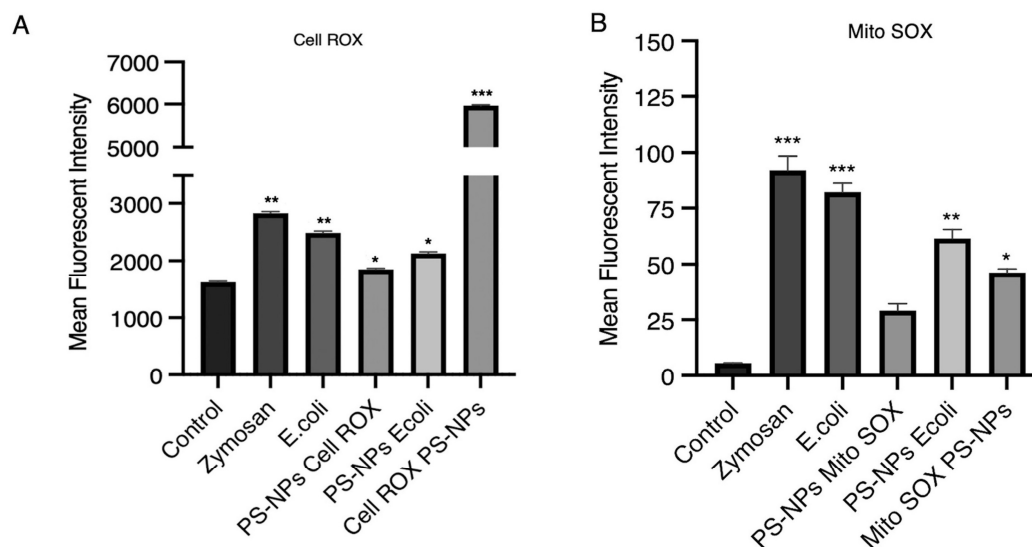 A
Cell ROX
Mean Fluorescent Intensity
7000
6000
5000
3000
2000
1000
0
***
**
**
*
*
Control
Zymosan
E.coli
PS-NPs Cell ROX
PS-NPs Ecoli
Cell ROX PS-NPs
B
Mito SOX
Mean Fluorescent Intensity
150
125
100
75
50
25
0
***
***
**
*
Control
Zymosan
E.coli
PS-NPs Mito SOX
PS-NPs Ecoli
Mito SOX PS-NPs